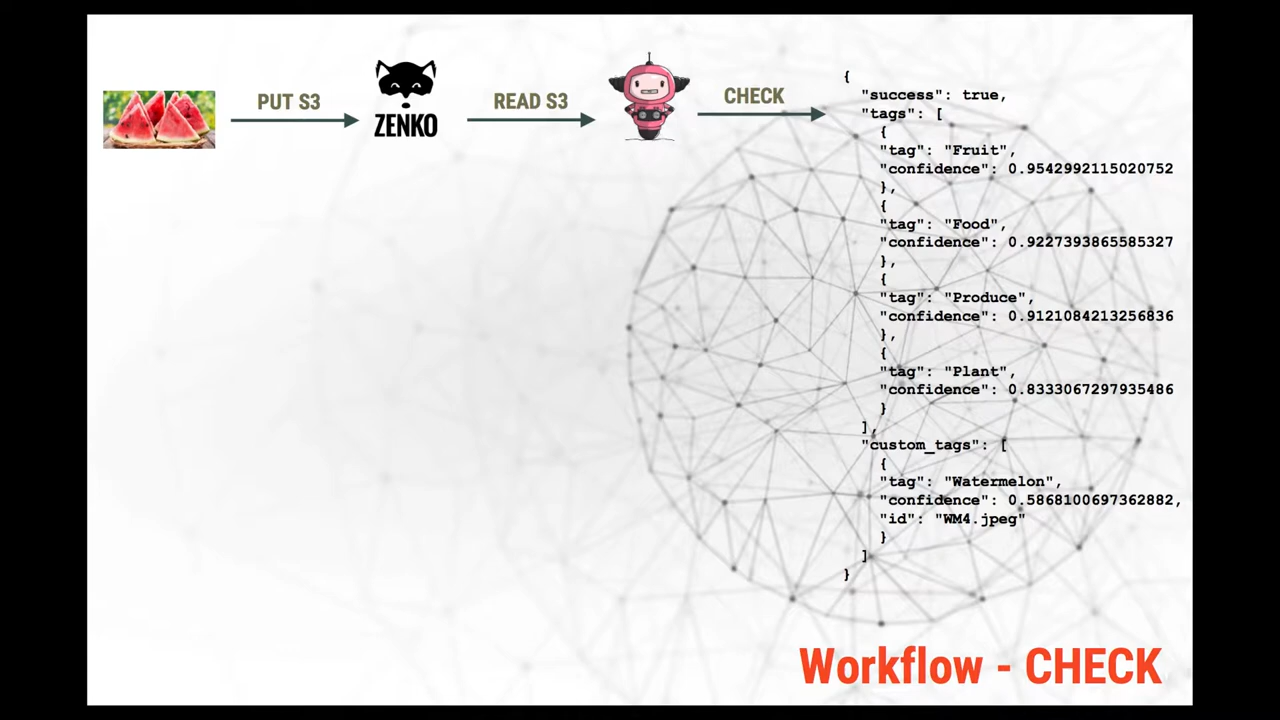 PUT S3
ZENKO
READ S3
CHECK
{
"success": true,
"tags": [
{
"tag": "Fruit",
"confidence": 0.9542992115020752
},
{
"tag": "Food",
"confidence": 0.9227393865585327
},
{
"tag": "Produce",
"confidence": 0.9121084213256836
},
{
"tag": "Plant",
"confidence": 0.8333067297935486
}
],
"custom_tags": [
{
"tag": "Watermelon",
"confidence": 0.5868100697362882,
"id": "WM4.jpeg"
}
]
}
Workflow - CHECK